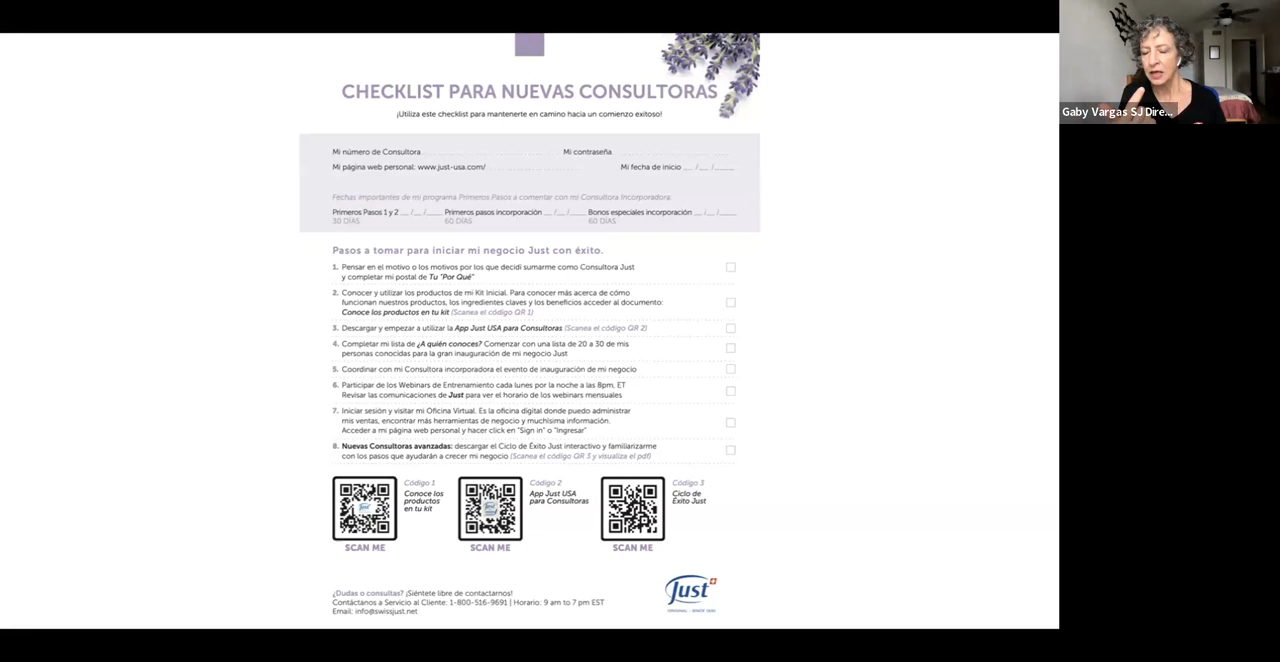 CHECKLIST PARA NUEVAS CONSULTORAS
¡Utiliza este checklist para mantenerte en camino hacia un comienzo exitoso!
Mi número de Consultora
Mi contraseña
Mi página web personal: www.just-usa.com/
Mi fecha de inicio __/__/____
Fechas importantes de mi programa Primeros Pasos a comentar con mi Consultora Incorporadora:
Primeros Pasos 1 y 2 __/__/____ Primeros pasos incorporación __/__/____ Bonos especiales incorporación __/__/____
30 DÍAS 60 DÍAS 60 DÍAS
Pasos a tomar para iniciar mi negocio Just con éxito.
1. Pensar en el motivo o los motivos por los que decidí sumarme como Consultora Just
y completar mi postal de Tu "Por Qué"
2. Conocer y utilizar los productos de mi Kit Inicial. Para conocer más acerca de cómo
funcionan nuestros productos, los ingredientes claves y los beneficios acceder al documento:
Conoce los productos en tu kit (Scanea el código QR 1)
3. Descargar y empezar a utilizar la App Just USA para Consultoras (Scanea el código QR 2)
4. Completar mi lista de ¿A quién conoces? Comenzar con una lista de 20 a 30 de mis
personas conocidas para la gran inauguración de mi negocio Just
5. Coordinar con mi Consultora incorporadora el evento de inauguración de mi negocio
6. Participar de los Webinars de Entrenamiento cada lunes por la noche a las 8pm, ET
Revisar las comunicaciones de Just para ver el horario de los webinars mensuales
7. Iniciar sesión y visitar mi Oficina Virtual. Es la oficina digital donde puedo administrar
mis ventas, encontrar más herramientas de negocio y muchísima información.
Acceder a mi página web personal y hacer click en "Sign in" o "Ingresar"
8. Nuevas Consultoras avanzadas: descargar el Ciclo de Éxito Just interactivo y familiarizarme
con los pasos que ayudarán a crecer mi negocio (Scanea el código QR 3 y visualiza el pdf)
Código 1
Conoce los
productos
en tu kit
SCAN ME
Código 2
App Just USA
para Consultoras
SCAN ME
Código 3
Ciclo de
Éxito Just
SCAN ME
¿Dudas o consultas? ¡Siéntete libre de contactarnos!
Contáctanos a Servicio al Cliente: 1-800-516-9691 | Horario: 9 am to 7 pm EST
Email: info@swissjust.net
Just
ORIGINAL - SINCE 1930
Gaby Vargas SJ Dire...